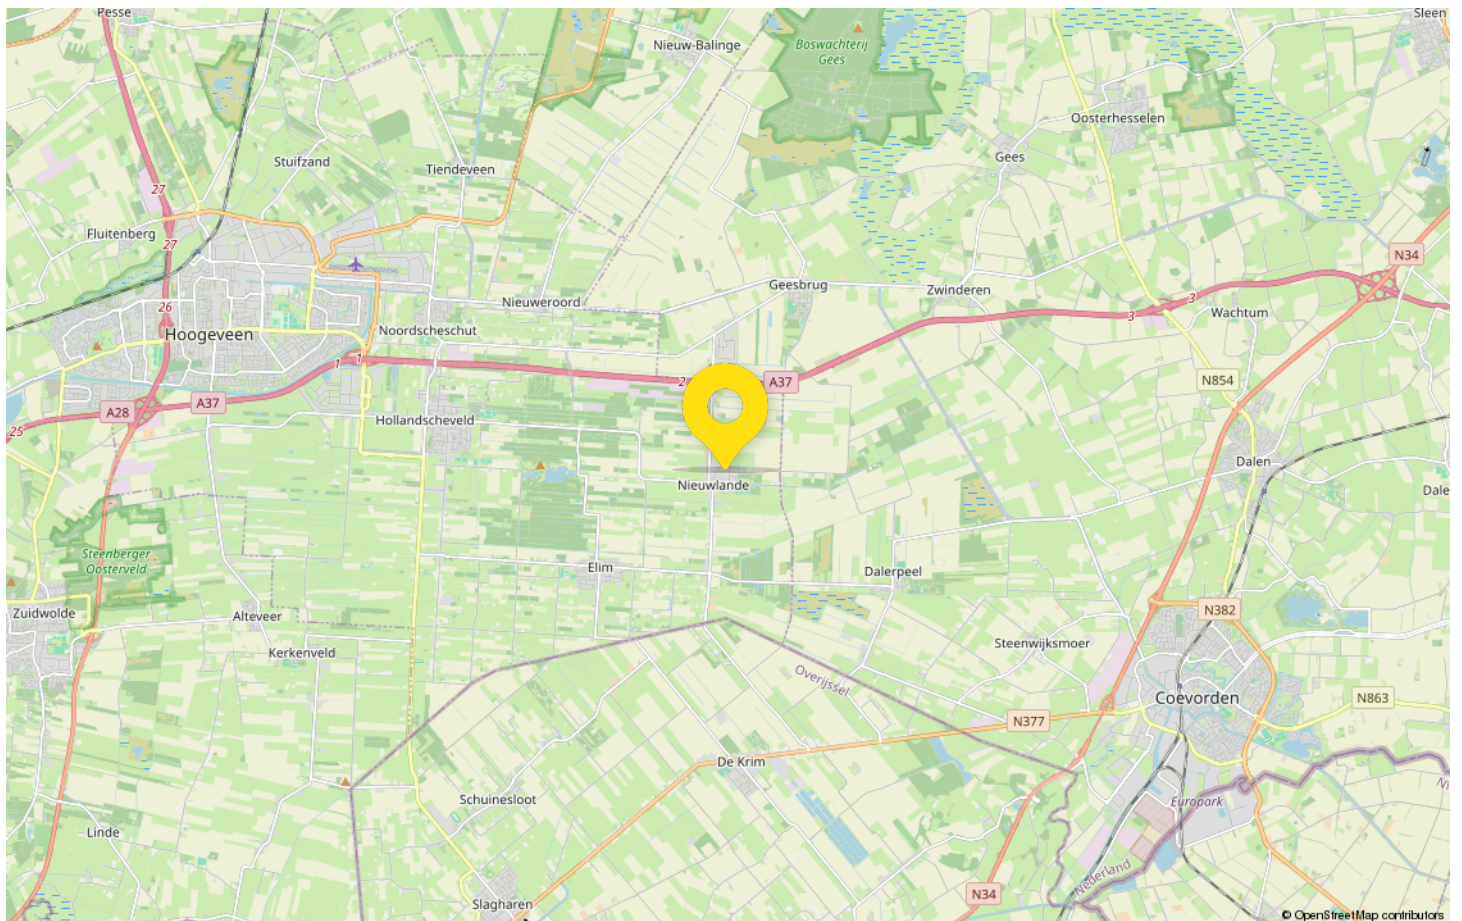 Pesse
Sleen
Nieuw-Balinge
Boswachterij
Gees
Oosterhesselen
Gees
Stuifzand
Tiendeveen
27
Fluitenberg
27
N34
Geesbrug
Zwinderen
3
Nieuweroord
26
Wachtum
3
Hoogeveen
Noordscheschut
1
1
2
A37
N854
A37
A28
Hollandscheveld
25
Dalen
Nieuwlande
Dale
Steenberger
Oosterveld
Elim
Dalerpeel
Zuidwolde
N382
Alteveer
Steenwijksmoer
Kerkenveld
Overijssel
Coevorden
N863
N377
De Krim
Schuinesloot
Europark
Ni
Linde
Nederland
N34
Slagharen
© OpenStreetMap contributors